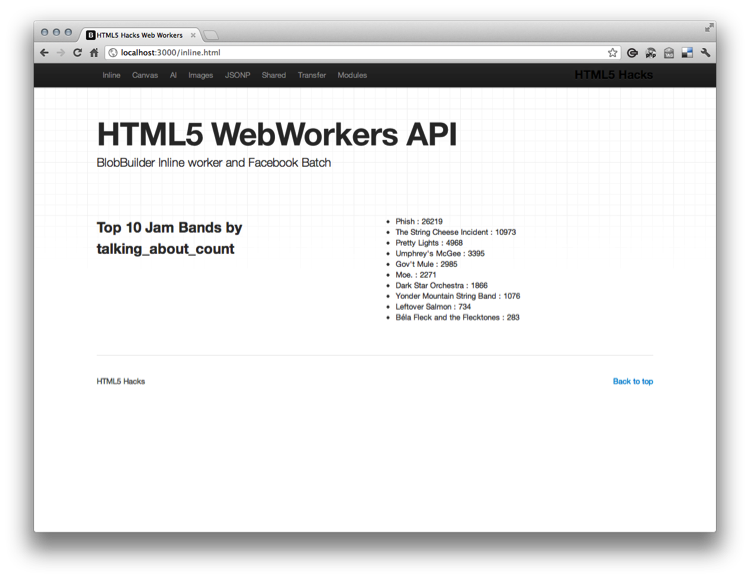 HTML5 Hacks Web Workers
localhost:3000/inline.html
Inline Canvas AI Images JSONP Shared Transfer Modules HTML5 Hacks
HTML5 WebWorkers API
BlobBuilder Inline worker and Facebook Batch
Top 10 Jam Bands by
talking_about_count
Phish : 26219
The String Cheese Incident : 10973
Pretty Lights : 4968
Umphrey's McGee : 3395
Gov't Mule : 2985
Moe. : 2271
Dark Star Orchestra : 1866
Yonder Mountain String Band : 1076
Leftover Salmon : 734
Béla Fleck and the Flecktones : 283
HTML5 Hacks Back to top